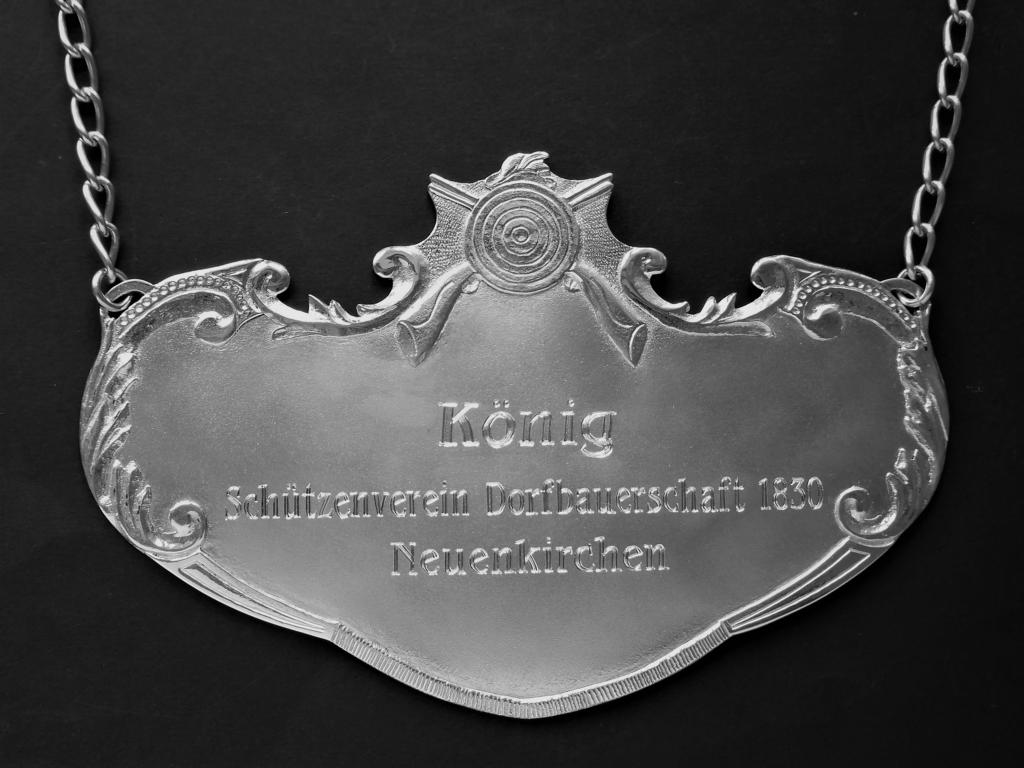 König
Schützenverein Dorfbauerschaft 1830
Neuenkirchen